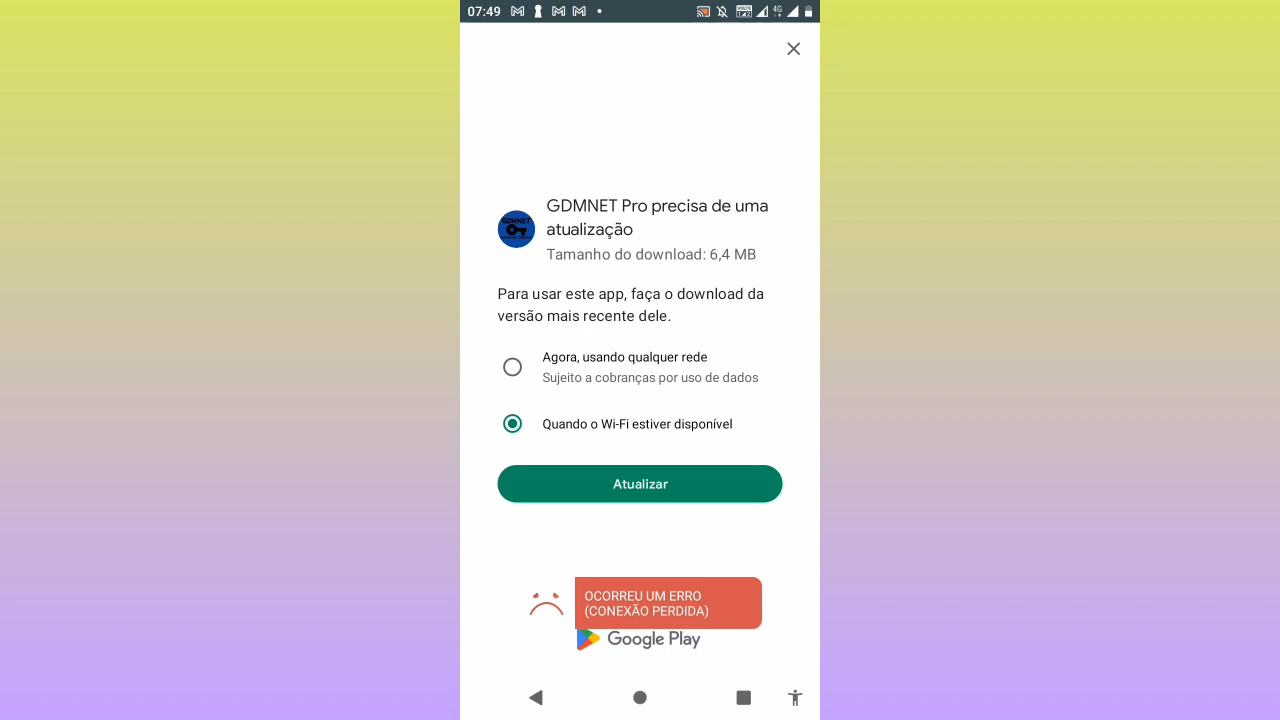 07:49
4G
GDMNET
GDMNET Pro precisa de uma
atualização
Tamanho do download: 6,4 MB
Para usar este app, faça o download da
versão mais recente dele.
Agora, usando qualquer rede
Sujeito a cobranças por uso de dados
Quando o Wi-Fi estiver disponível
Atualizar
OCORREU UM ERRO
(CONEXÃO PERDIDA)
Google Play